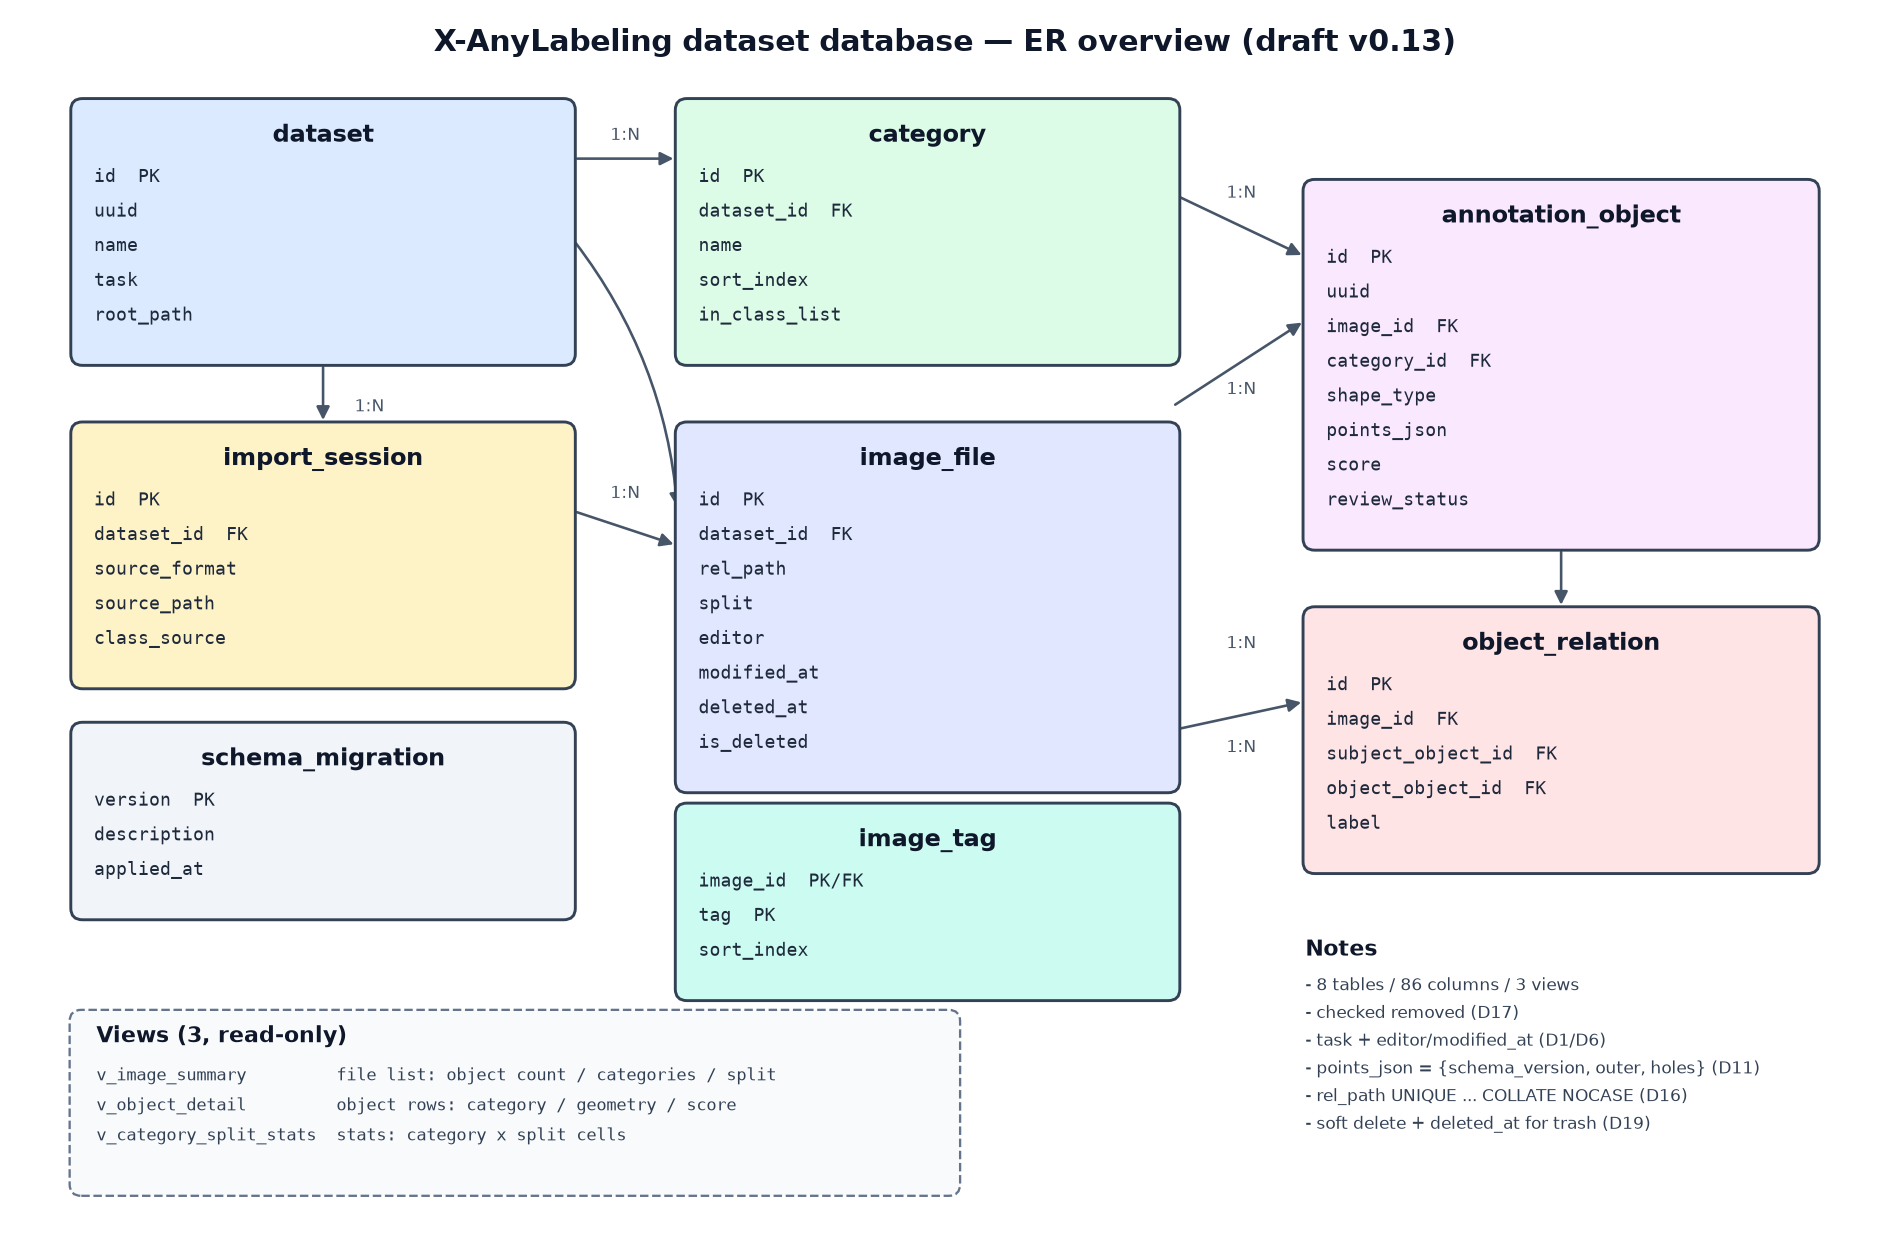 X-AnyLabeling dataset database — ER overview (draft v0.13)
dataset
id  PK
uuid
name
task
root_path
1:N
category
id  PK
dataset_id  FK
name
sort_index
in_class_list
1:N
annotation_object
id  PK
uuid
image_id  FK
category_id  FK
shape_type
points_json
score
review_status
1:N
1:N
import_session
id  PK
dataset_id  FK
source_format
source_path
class_source
1:N
image_file
id  PK
dataset_id  FK
rel_path
split
editor
modified_at
deleted_at
is_deleted
1:N
1:N
object_relation
id  PK
image_id  FK
subject_object_id  FK
object_object_id  FK
label
schema_migration
version  PK
description
applied_at
image_tag
image_id  PK/FK
tag  PK
sort_index
Notes
- 8 tables / 86 columns / 3 views
- checked removed (D17)
- task + editor/modified_at (D1/D6)
- points_json = {schema_version, outer, holes} (D11)
- rel_path UNIQUE ... COLLATE NOCASE (D16)
- soft delete + deleted_at for trash (D19)
Views (3, read-only)
v_image_summary  file list: object count / categories / split
v_object_detail  object rows: category / geometry / score
v_category_split_stats  stats: category x split cells